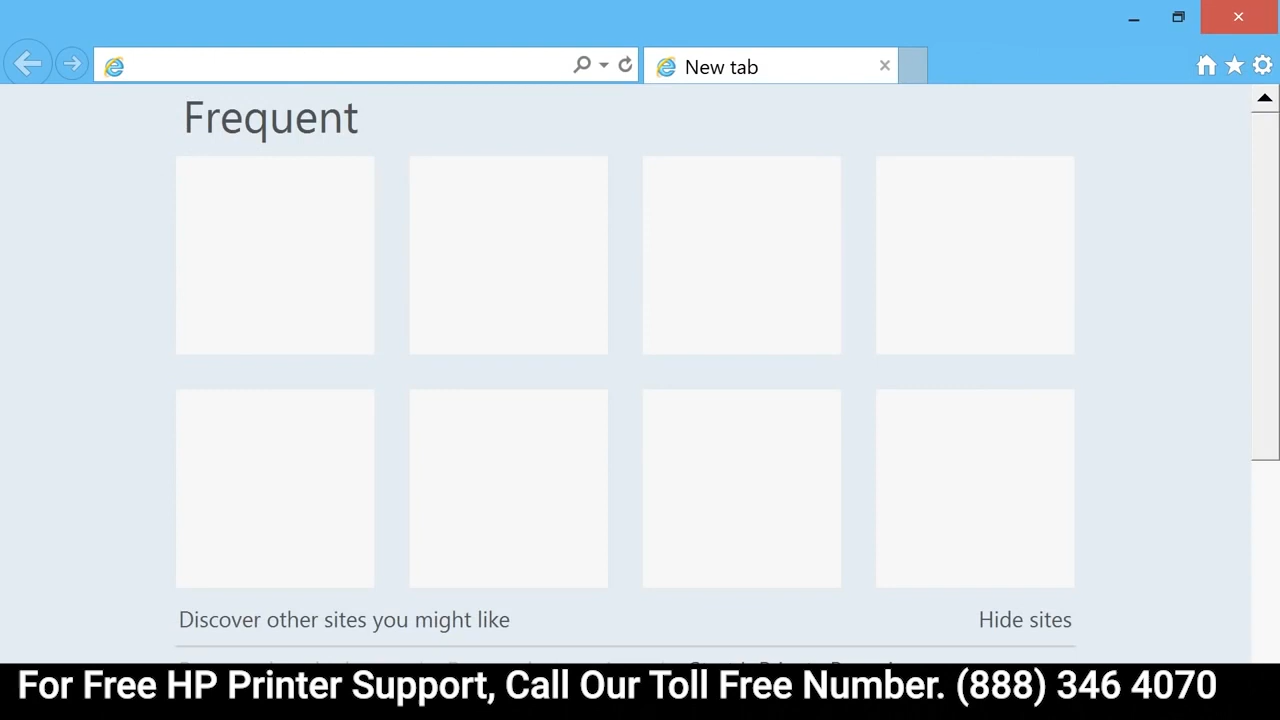 New tab
Frequent
Discover other sites you might like
Hide sites
For Free HP Printer Support, Call Our Toll Free Number. (888) 346 4070